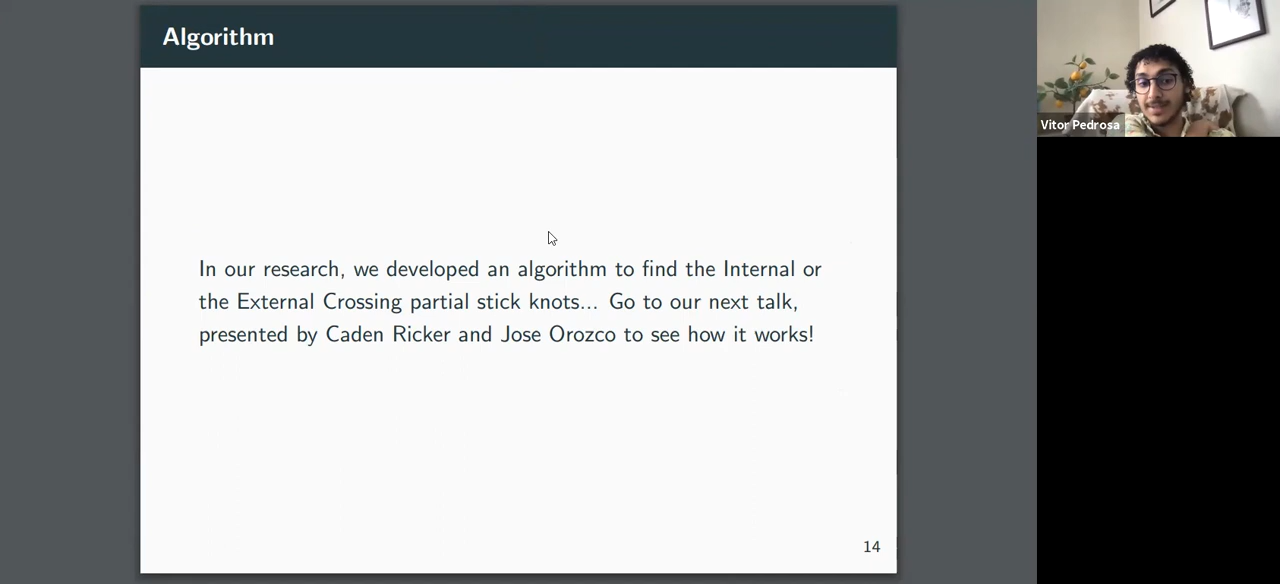 Algorithm
In our research, we developed an algorithm to find the Internal or
the External Crossing partial stick knots... Go to our next talk,
presented by Caden Ricker and Jose Orozco to see how it works!
14
Vitor Pedrosa